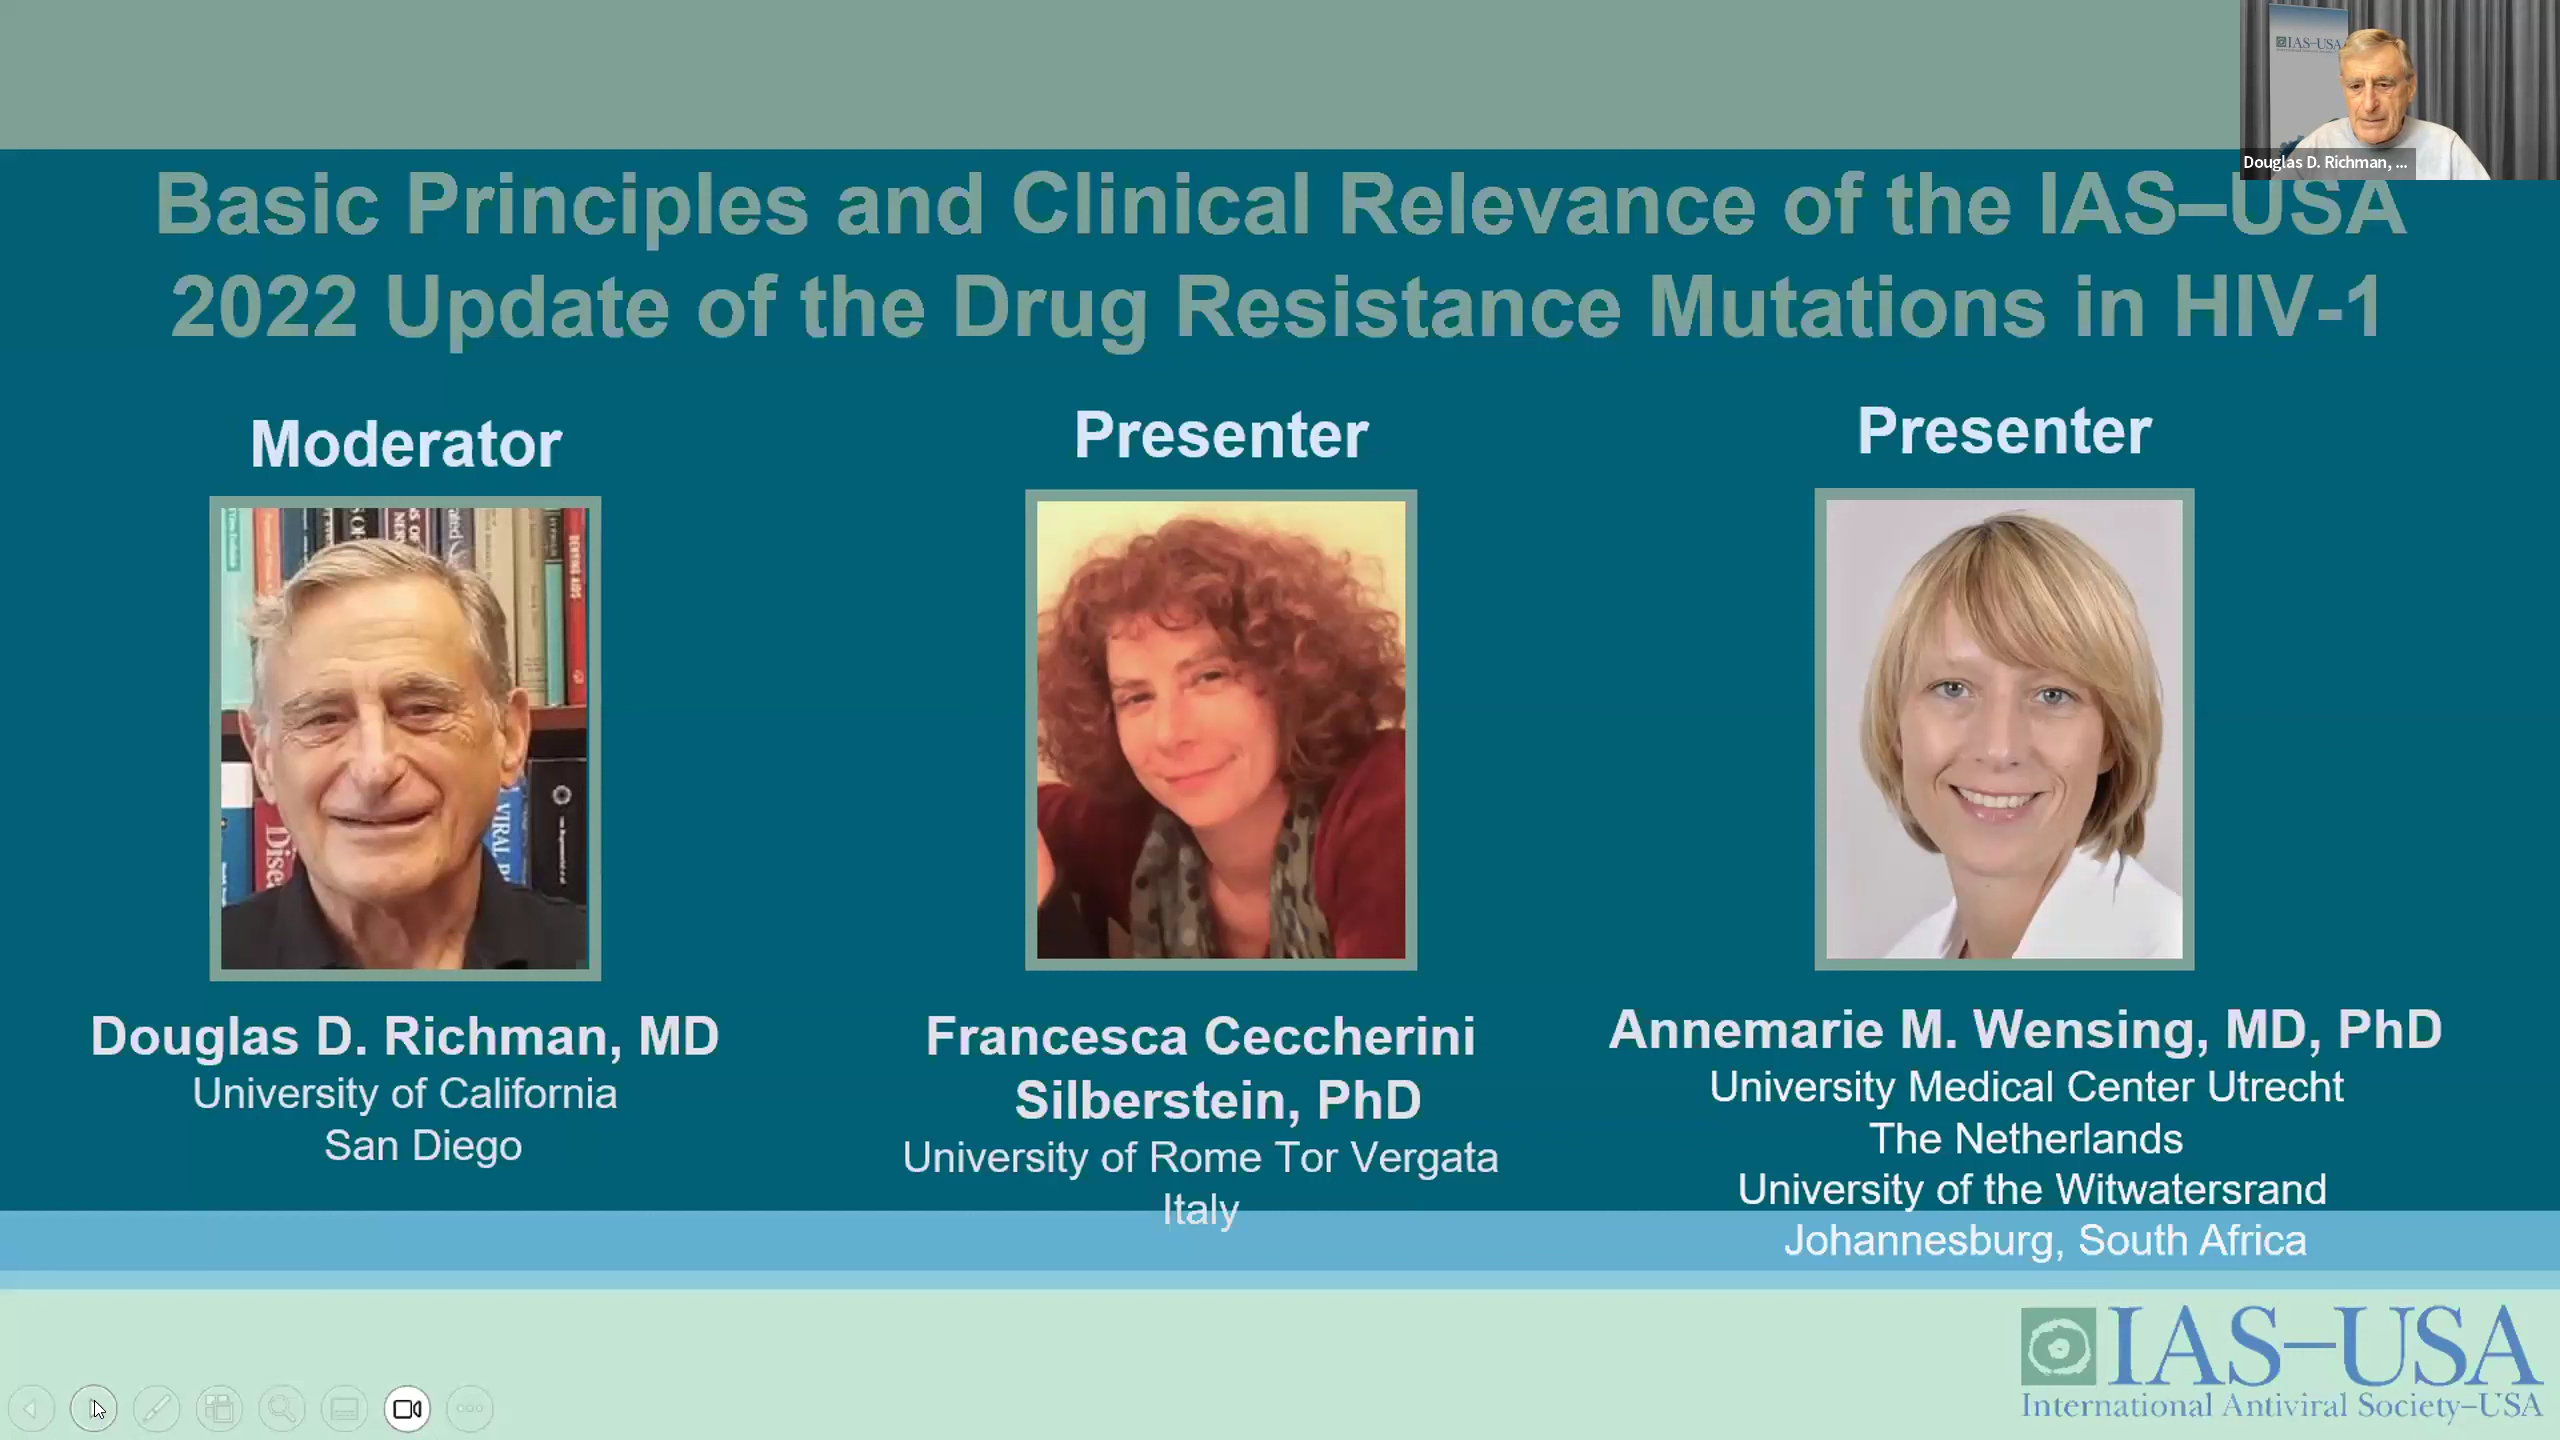 IAS–USA
Douglas D. Richman, ...
Basic Principles and Clinical Relevance of the IAS–USA
2022 Update of the Drug Resistance Mutations in HIV-1
Moderator
Presenter
Presenter
VIRAL
Douglas D. Richman, MD
University of California
San Diego
Francesca Ceccherini
Silberstein, PhD
University of Rome Tor Vergata
Italy
Annemarie M. Wensing, MD, PhD
University Medical Center Utrecht
The Netherlands
University of the Witwatersrand
Johannesburg, South Africa
IAS–USA
International Antiviral Society–USA